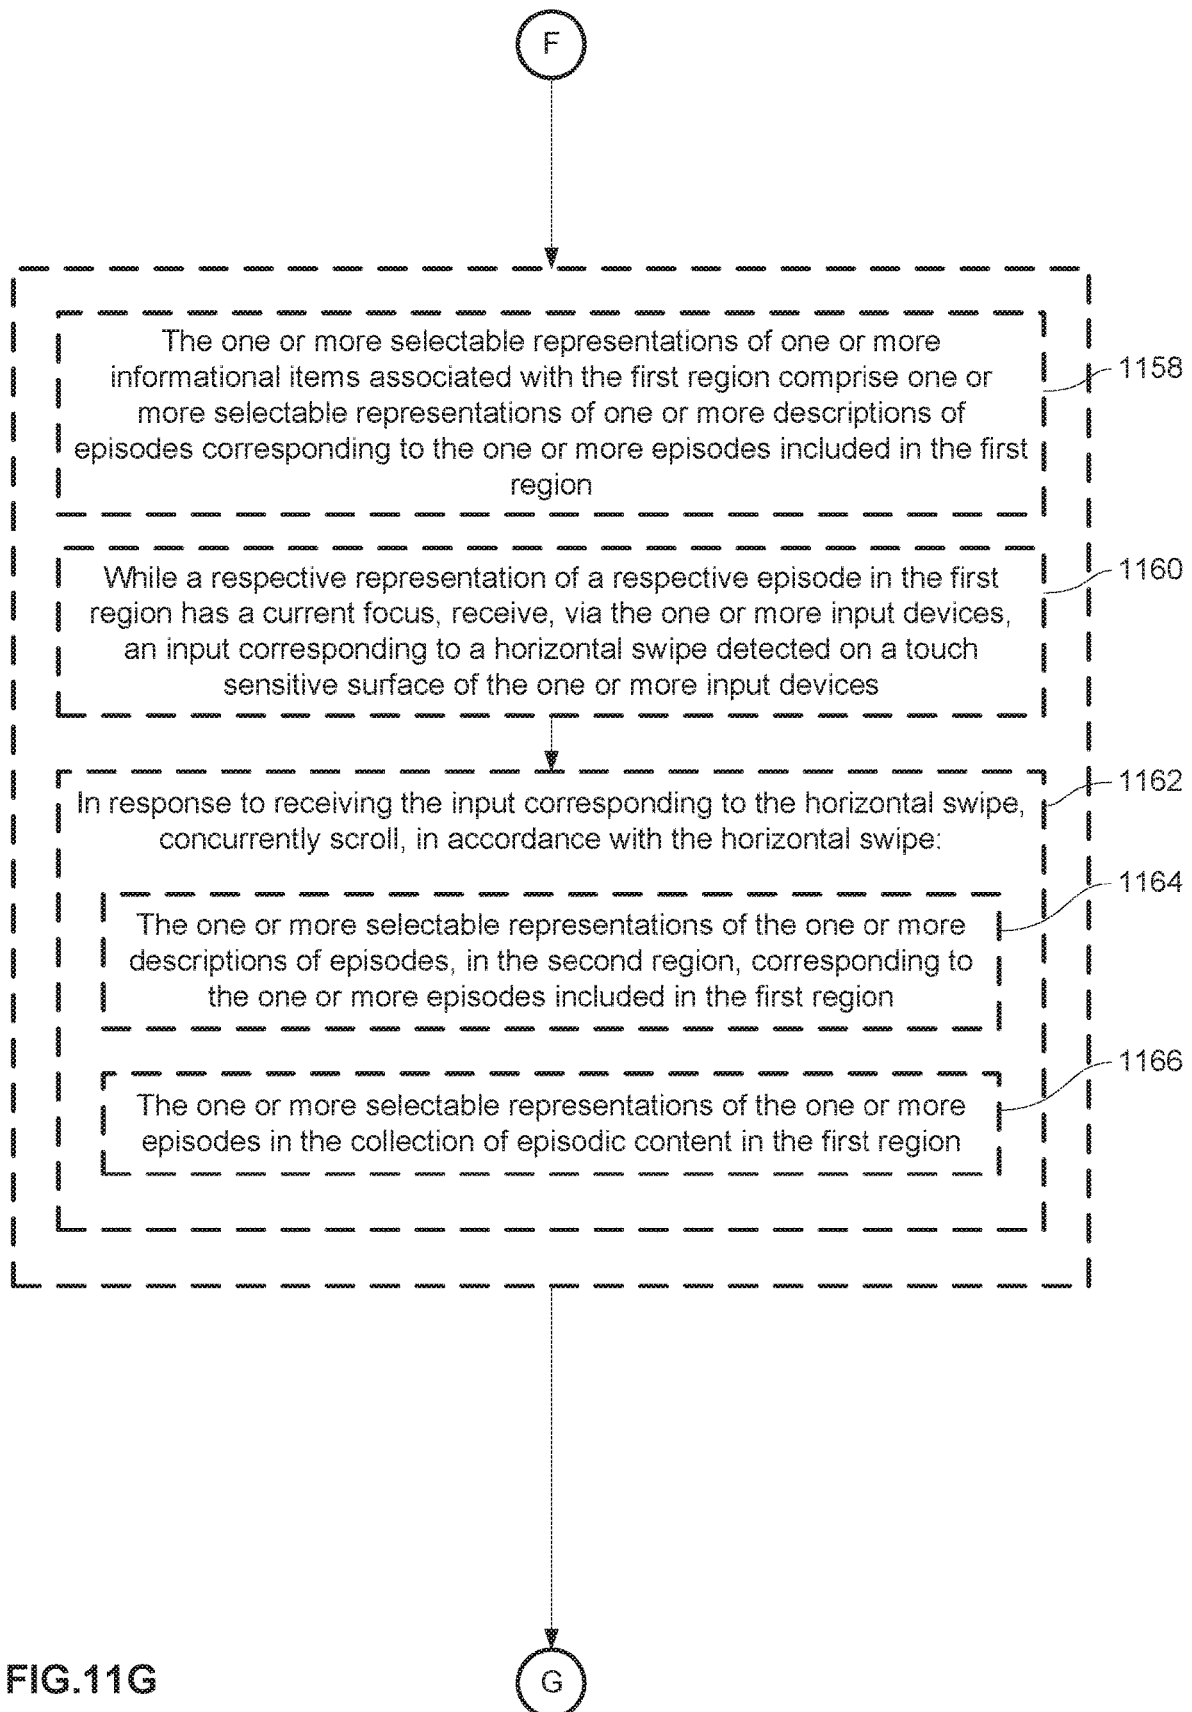 F
The one or more selectable representations of one or more
informational items associated with the first region comprise one or
more selectable representations of one or more descriptions of
episodes corresponding to the one or more episodes included in the first
region
1158
While a respective representation of a respective episode in the first
region has a current focus, receive, via the one or more input devices,
an input corresponding to a horizontal swipe detected on a touch
sensitive surface of the one or more input devices
1160
In response to receiving the input corresponding to the horizontal swipe,
concurrently scroll, in accordance with the horizontal swipe:
1162
The one or more selectable representations of the one or more
descriptions of episodes, in the second region, corresponding to
the one or more episodes included in the first region
1164
The one or more selectable representations of the one or more
episodes in the collection of episodic content in the first region
1166
FIG.11G
G